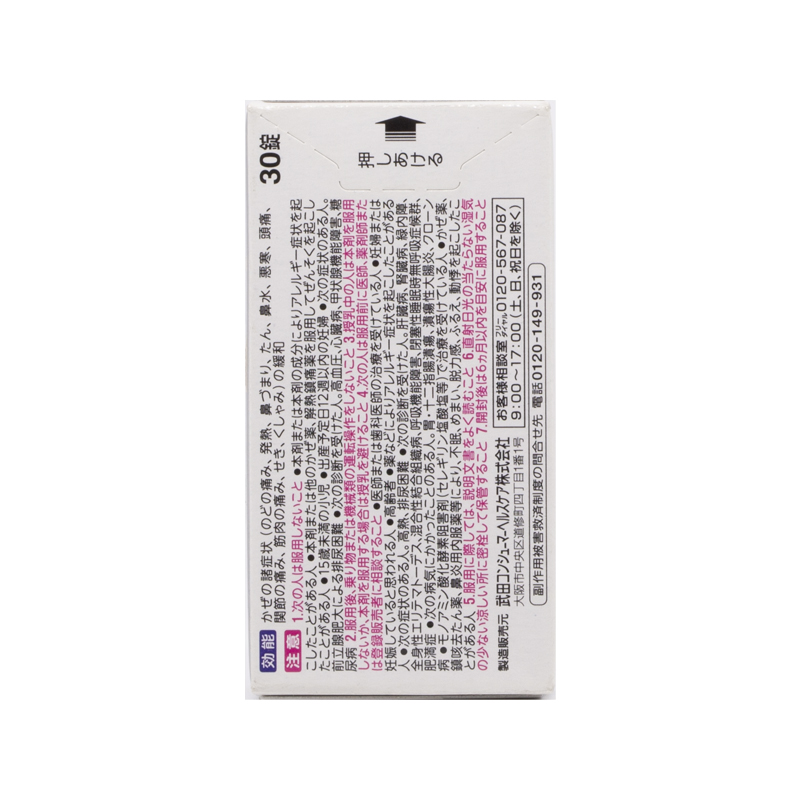 押しあける
30錠
効能 かぜの諸症状(のどの痛み、発熱、鼻づまり、たん、鼻水、悪寒、頭痛、
関節の痛み、筋肉の痛み、せき、くしゃみ)の緩和
注意 1.次の人は服用しないこと ●本剤または本剤の成分によりアレルギー症状を起
こしたことがある人 ●本剤または他のかぜ薬、解熱鎮痛薬を服用してぜんそくを起こし
たことがある人 ●15歳未満の小児 ●出産予定日12週以内の妊婦 ●次の症状のある人。
前立腺肥大による排尿困難 ●次の診断を受けた人。高血圧、心臓病、甲状腺機能障害、糖
尿病 2.服用後、乗り物または機械類の運転操作をしないこと 3.授乳中の人は本剤を服用
しないか、本剤を服用する場合は授乳を避けること 4.次の人は服用前に医師、薬剤師また
は登録販売者に相談すること ●医師または歯科医師の治療を受けている人 ●妊婦または
妊娠していると思われる人 ●高齢者 ●薬などによりアレルギー症状を起こしたことがある
人 ●次の症状のある人。高熱、排尿困難 ●次の診断を受けた人。肝臓病、腎臓病、緑内障、
全身性エリテマトーデス、混合性結合組織病、呼吸機能障害、閉塞性睡眠時無呼吸症候群、
肥満症 ●次の病気にかかったことのある人。胃・十二指腸潰瘍、潰瘍性大腸炎、クローン
病 ●モノアミン酸化酵素阻害剤(セレギリン塩酸塩等)で治療を受けている人 ●かぜ薬、
鎮咳去たん薬、鼻炎用内服薬等により、不眠、めまい、脱力感、ふるえ、動悸を起こしたこ
とがある人 5.服用に際しては、説明文書をよく読むこと 6.直射日光の当たらない湿気
の少ない涼しい所に密栓して保管すること 7.開封後は6ヵ月以内を目安に服用すること
製造販売元 武田コンシューマーヘルスケア株式会社
大阪市中央区道修町四丁目1番1号
お客様相談室 フリーダイヤル 0120-567-087
9:00~17:00(土、日、祝日を除く)
副作用被害救済制度の問合せ先 電話0120-149-931